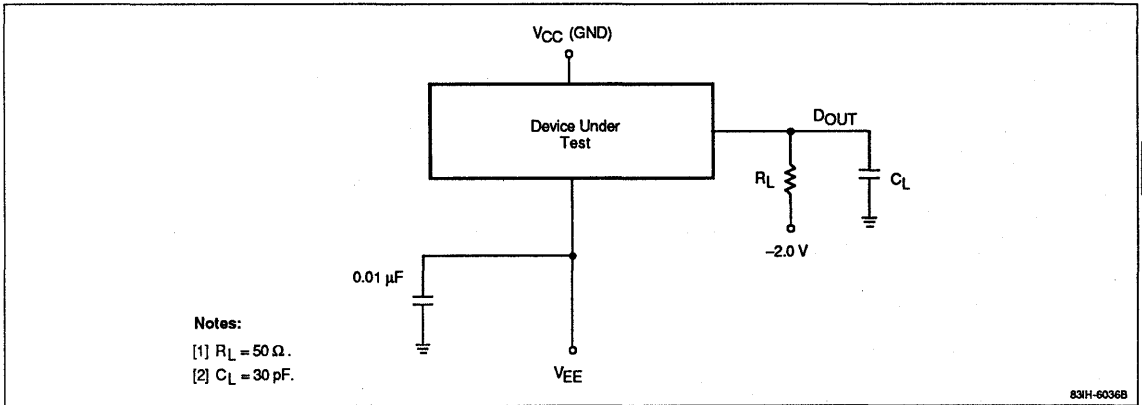 VCC (GND)
Device Under
Test
DOUT
RL
CL
–2.0 V
0.01 µF
VEE
Notes:
[1] RL = 50 Ω.
[2] CL = 30 pF.
83IH-6036B